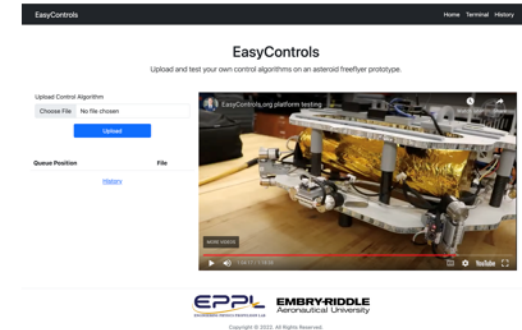 EasyControls
Home Terminal History
EasyControls
Upload and test your own control algorithms on an asteroid freeflyer prototype.
Upload Control Algorithm
Choose File No file chosen
Upload
Queue Position File
History
EasyControls.org platform testing
MORE VIDEOS
YouTube
EPPL
EMBRY-RIDDLE
Aeronautical University
Copyright © 2022. All Rights Reserved.